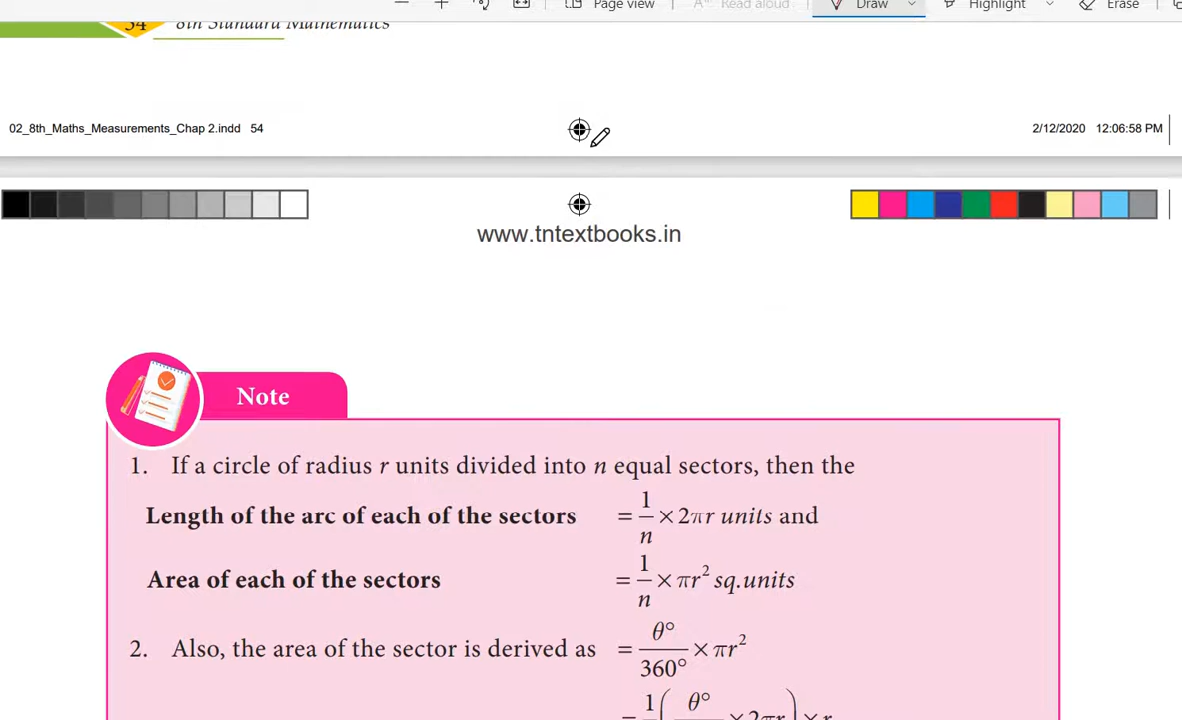 Page view
Read aloud
Draw
Highlight
Erase
54 8th Standard Mathematics
02_8th_Maths_Measurements_Chap 2.indd 54
2/12/2020 12:06:58 PM
www.tntextbooks.in
Note
1. If a circle of radius r units divided into n equal sectors, then the
Length of the arc of each of the sectors = 1/n × 2πr units and
Area of each of the sectors = 1/n × πr² sq.units
2. Also, the area of the sector is derived as = θ°/360° × πr²
= 1 ( θ° × 2πr ) × r